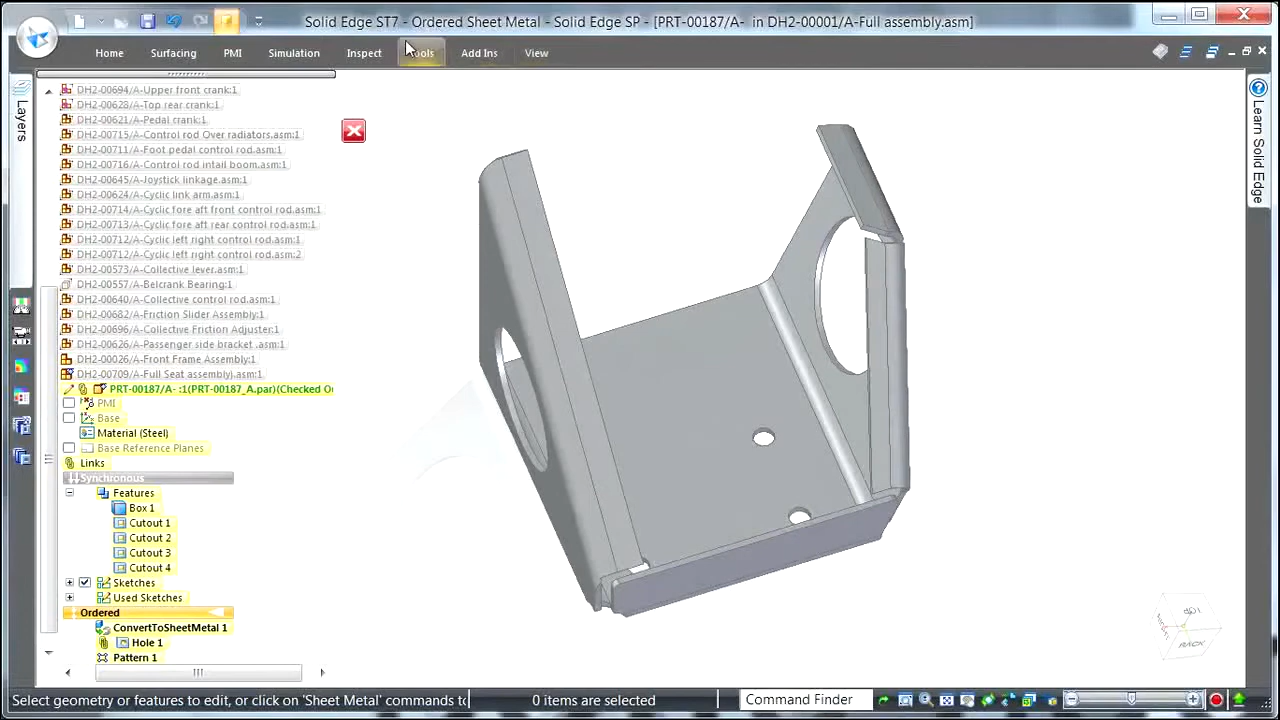 Solid Edge ST7 - Ordered Sheet Metal - Solid Edge SP - [PRT-00187/A- in DH2-00001/A-Full assembly.asm]
Home Surfacing PMI Simulation Inspect Tools Add Ins View
Layers
Learn Solid Edge
DH2-00694/A-Upper front crank:1
DH2-00628/A-Top rear crank:1
DH2-00621/A-Pedal crank:1
DH2-00715/A-Control rod Over radiators.asm:1
DH2-00711/A-Foot pedal control rod.asm:1
DH2-00716/A-Control rod intail boom.asm:1
DH2-00645/A-Joystick linkage.asm:1
DH2-00624/A-Cyclic link arm.asm:1
DH2-00714/A-Cyclic fore aft front control rod.asm:1
DH2-00713/A-Cyclic fore aft rear control rod.asm:1
DH2-00712/A-Cyclic left right control rod.asm:1
DH2-00712/A-Cyclic left right control rod.asm:2
DH2-00573/A-Collective lever.asm:1
DH2-00557/A-Belcrank Bearing:1
DH2-00640/A-Collective control rod.asm:1
DH2-00682/A-Friction Slider Assembly:1
DH2-00696/A-Collective Friction Adjuster:1
DH2-00626/A-Passenger side bracket .asm:1
DH2-00026/A-Front Frame Assembly:1
DH2-00709/A-Full Seat assembly).asm:1
PRT-00187/A- :1(PRT-00187_A.par)(Checked O
PMI
Base
Material (Steel)
Base Reference Planes
Links
Synchronous
Features
Box 1
Cutout 1
Cutout 2
Cutout 3
Cutout 4
Sketches
Used Sketches
Ordered
ConvertToSheetMetal 1
Hole 1
Pattern 1
TOP
BACK
Select geometry or features to edit, or click on 'Sheet Metal' commands to
0 items are selected
Command Finder